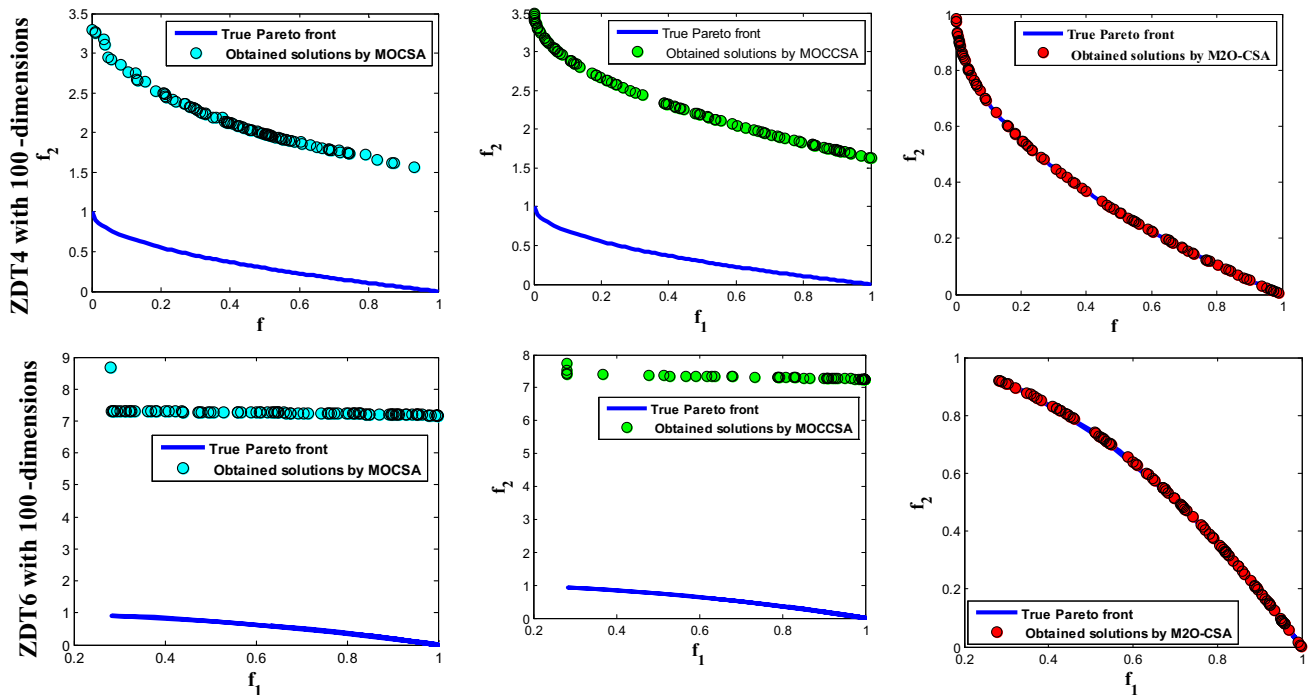 ZDT4 with 100-dimensions
3.5
3
2.5
2
1.5
1
0.5
0
f2
0 0.2 0.4 0.6 0.8 1
f
True Pareto front
Obtained solutions by MOCSA
3.5
3
2.5
2
1.5
1
0.5
0
f2
0 0.2 0.4 0.6 0.8 1
f1
True Pareto front
Obtained solutions by MOCCSA
1
0.8
0.6
0.4
0.2
0
f2
0 0.2 0.4 0.6 0.8 1
f
True Pareto front
Obtained solutions by M2O-CSA
ZDT6 with 100-dimensions
9
8
7
6
5
4
3
2
1
0
0.2 0.4 0.6 0.8 1
f1
True Pareto front
Obtained solutions by MOCSA
8
7
6
5
4
3
2
1
0
f2
0.2 0.4 0.6 0.8 1
f1
True Pareto front
Obtained solutions by MOCCSA
1
0.8
0.6
0.4
0.2
0
f2
0.2 0.4 0.6 0.8 1
f1
True Pareto front
Obtained solutions by M2O-CSA